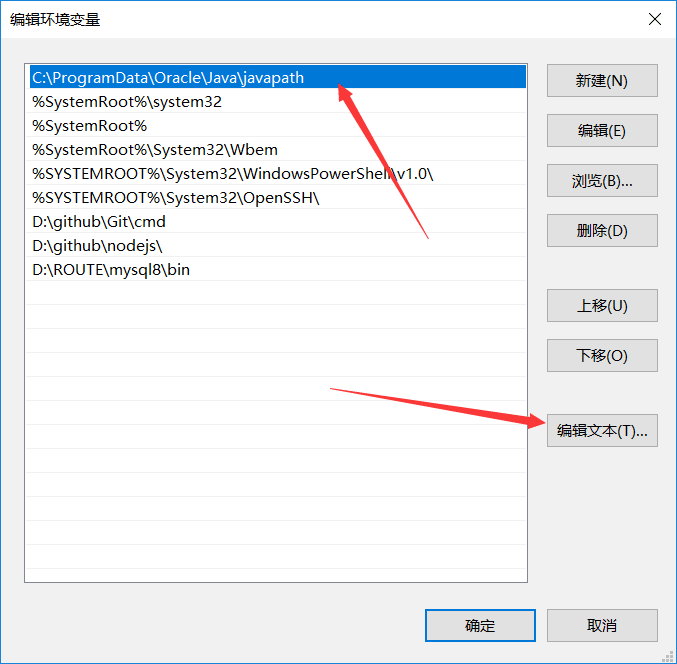 编辑环境变量
C:\ProgramData\Oracle\Java\javapath
%SystemRoot%\system32
%SystemRoot%
%SystemRoot%\System32\Wbem
%SYSTEMROOT%\System32\WindowsPowerShell\v1.0\
%SYSTEMROOT%\System32\OpenSSH\
D:\github\Git\cmd
D:\github\nodejs\
D:\ROUTE\mysql8\bin
新建(N)
编辑(E)
浏览(B)...
删除(D)
上移(U)
下移(O)
编辑文本(T)...
确定
取消